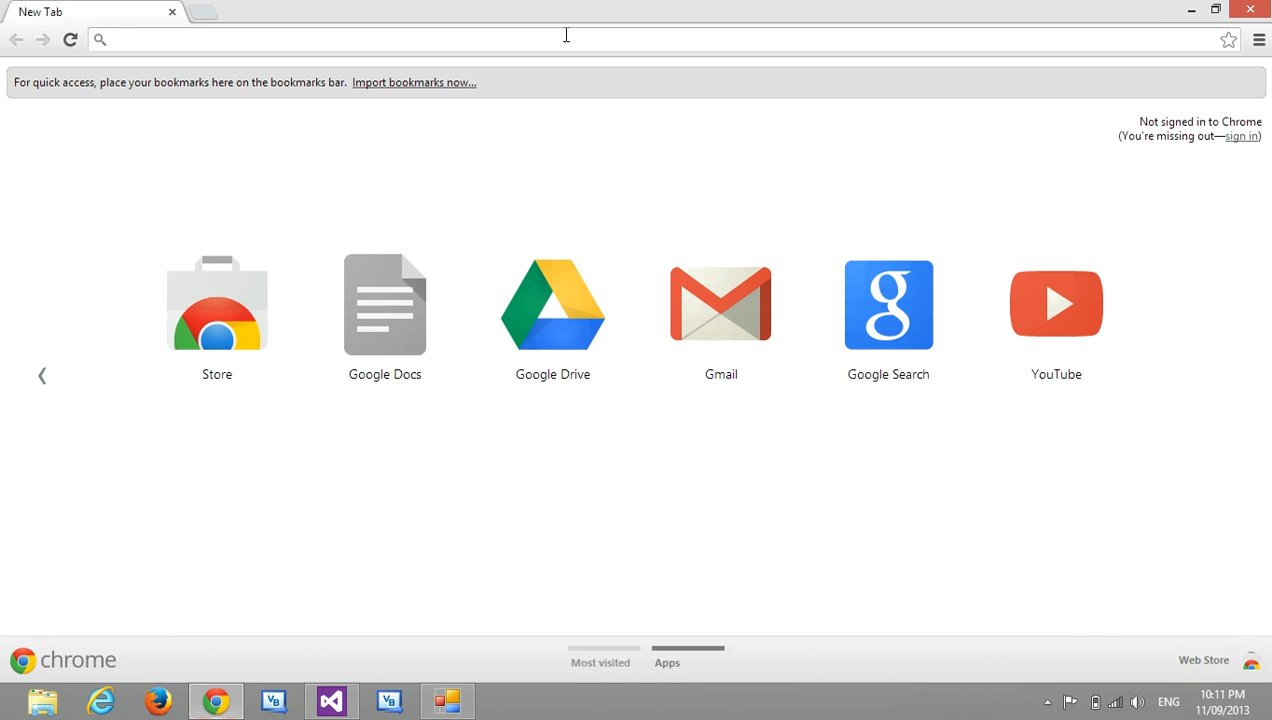 New Tab
For quick access, place your bookmarks here on the bookmarks bar. Import bookmarks now...
Not signed in to Chrome
(You're missing out—sign in)
Store
Google Docs
Google Drive
Gmail
Google Search
YouTube
chrome
Most visited
Apps
Web Store
VB
VB
ENG
10:11 PM
11/09/2013